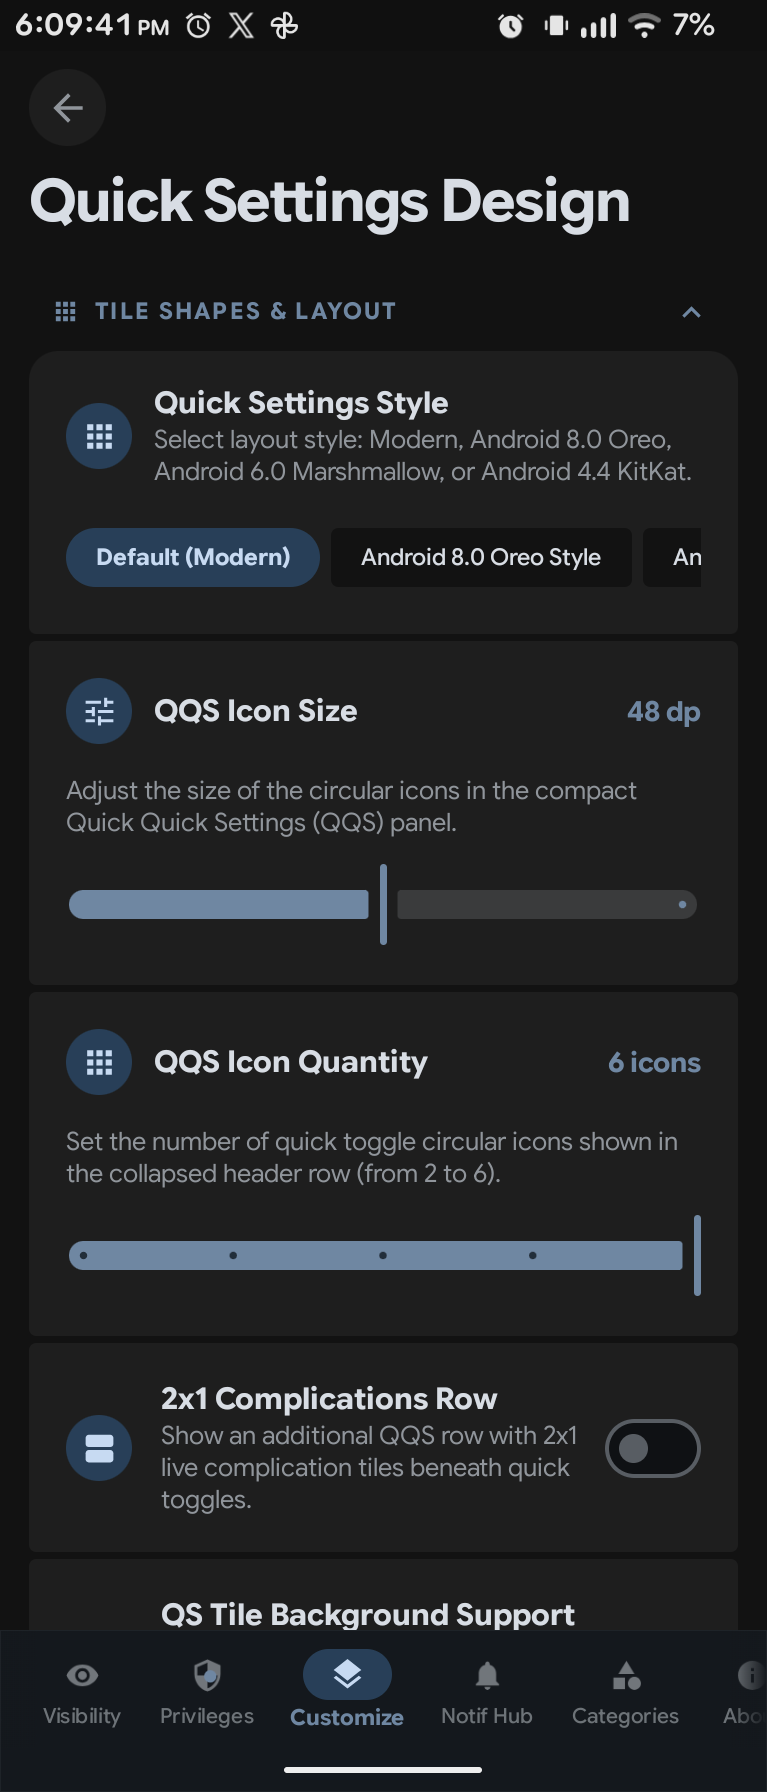 6:09:41 PM
7%
Quick Settings Design
TILE SHAPES & LAYOUT
Quick Settings Style
Select layout style: Modern, Android 8.0 Oreo,
Android 6.0 Marshmallow, or Android 4.4 KitKat.
Default (Modern)
Android 8.0 Oreo Style
An
QQS Icon Size
48 dp
Adjust the size of the circular icons in the compact
Quick Quick Settings (QQS) panel.
QQS Icon Quantity
6 icons
Set the number of quick toggle circular icons shown in
the collapsed header row (from 2 to 6).
2x1 Complications Row
Show an additional QQS row with 2x1
live complication tiles beneath quick
toggles.
QS Tile Background Support
Visibility
Privileges
Customize
Notif Hub
Categories
Abo